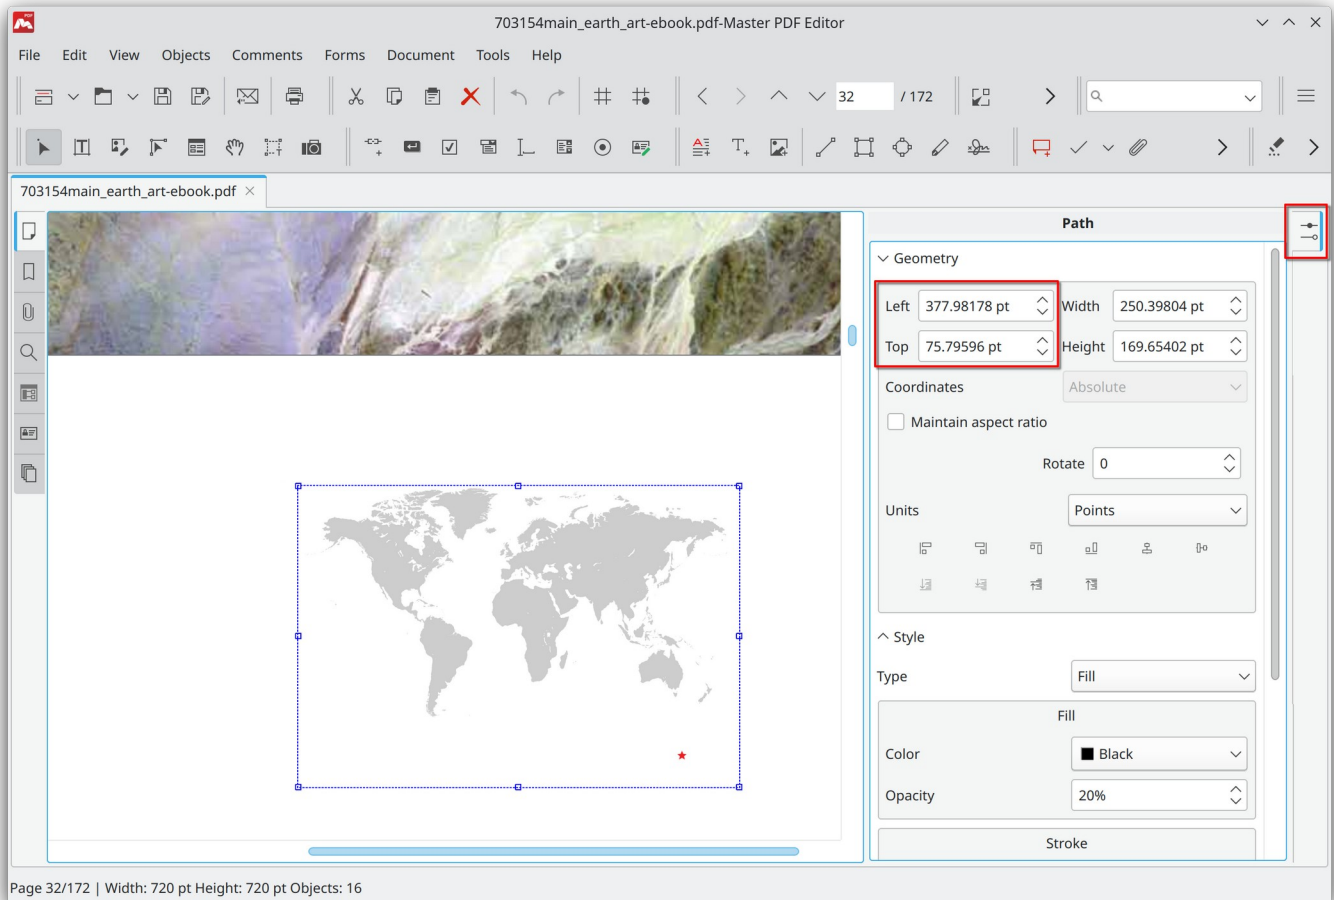 703154main_earth_art-ebook.pdf-Master PDF Editor
File Edit View Objects Comments Forms Document Tools Help
32 / 172
703154main_earth_art-ebook.pdf
Path
Geometry
Left 377.98178 pt Width 250.39804 pt
Top 75.79596 pt Height 169.65402 pt
Coordinates Absolute
Maintain aspect ratio
Rotate 0
Units Points
Style
Type Fill
Fill
Color Black
Opacity 20%
Stroke
Page 32/172 | Width: 720 pt Height: 720 pt Objects: 16